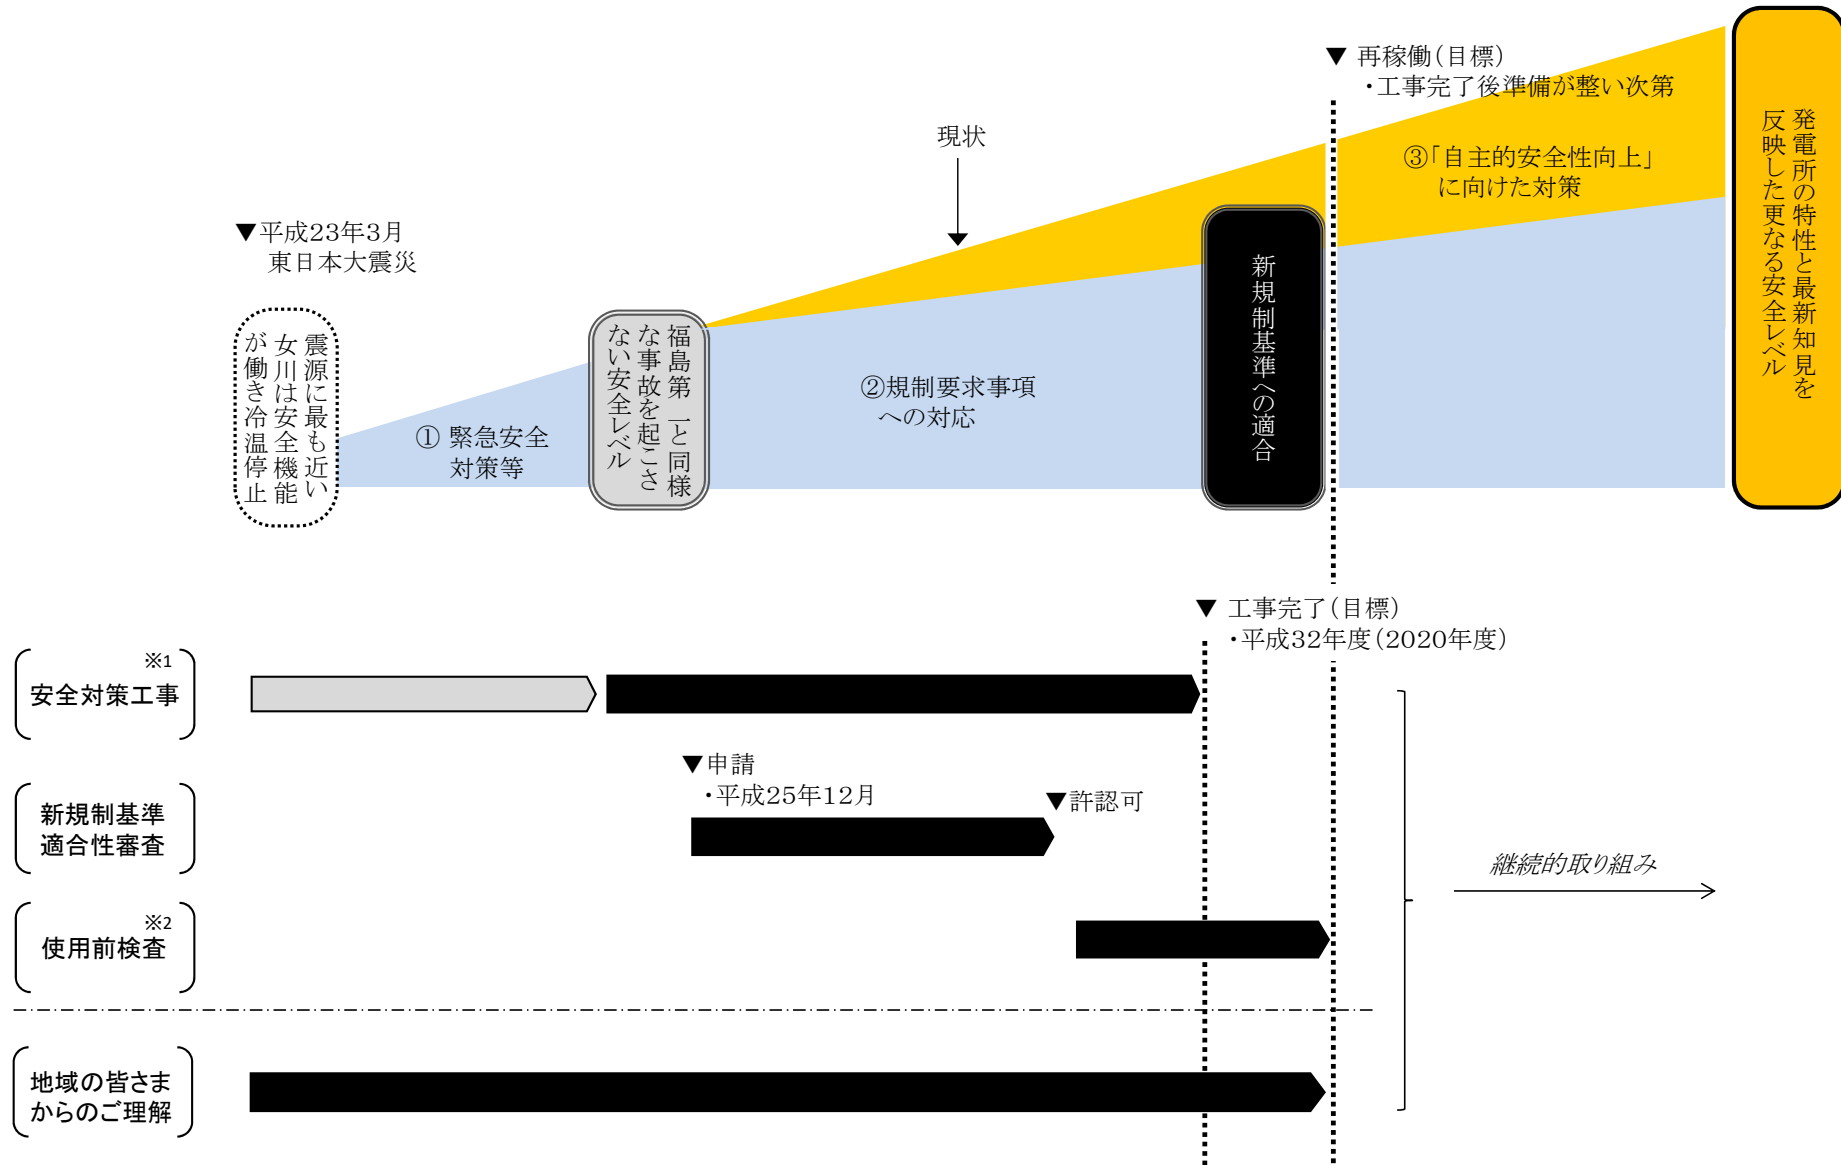 ▼ 再稼働(目標)
・工事完了後準備が整い次第
現状
③「自主的安全性向上」
に向けた対策
▼平成23年3月
東日本大震災
震源に最も近い
女川は安全機能
が働き冷温停止
① 緊急安全
対策等
福島第一と同様
な事故を起こさ
ない安全レベル
②規制要求事項
への対応
新規制基準への適合
発電所の特性と最新知見を
反映した更なる安全レベル
▼ 工事完了(目標)
・平成32年度(2020年度)
※1
安全対策工事
▼申請
・平成25年12月
▼許認可
新規制基準
適合性審査
継続的取り組み
※2
使用前検査
地域の皆さま
からのご理解